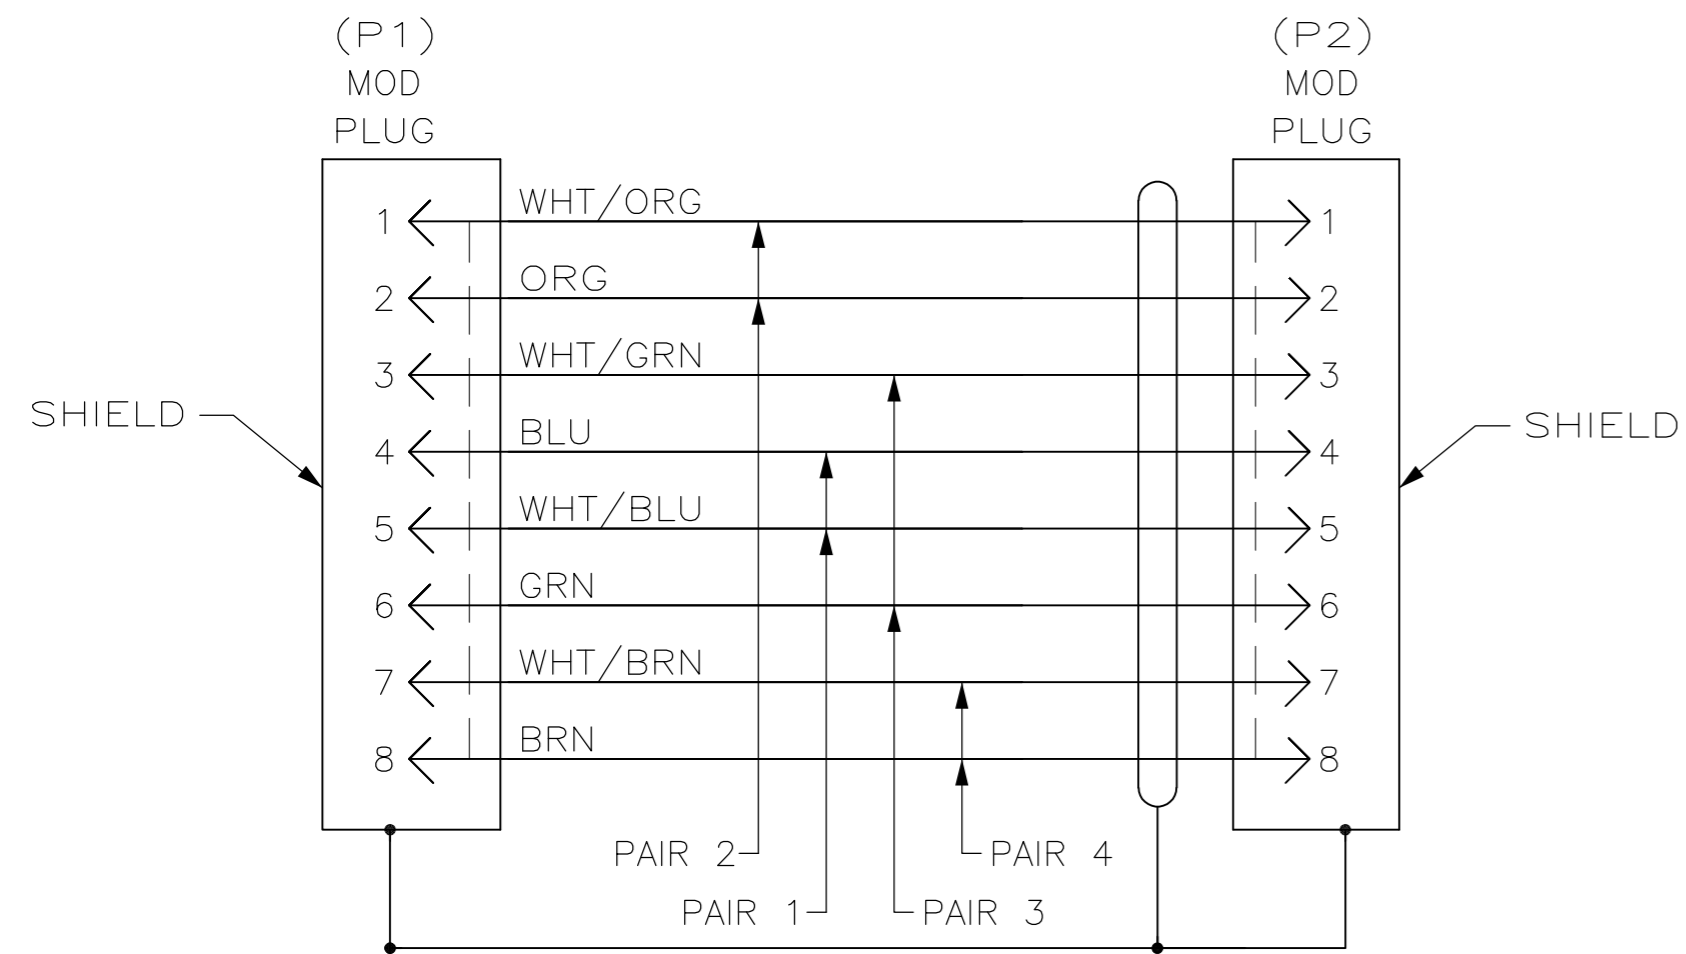 (P1)
MOD
PLUG
(P2)
MOD
PLUG
1 WHT/ORG 1
2 ORG 2
3 WHT/GRN 3
SHIELD
4 BLU 4
SHIELD
5 WHT/BLU 5
6 GRN 6
7 WHT/BRN 7
8 BRN 8
PAIR 2
PAIR 4
PAIR 1
PAIR 3